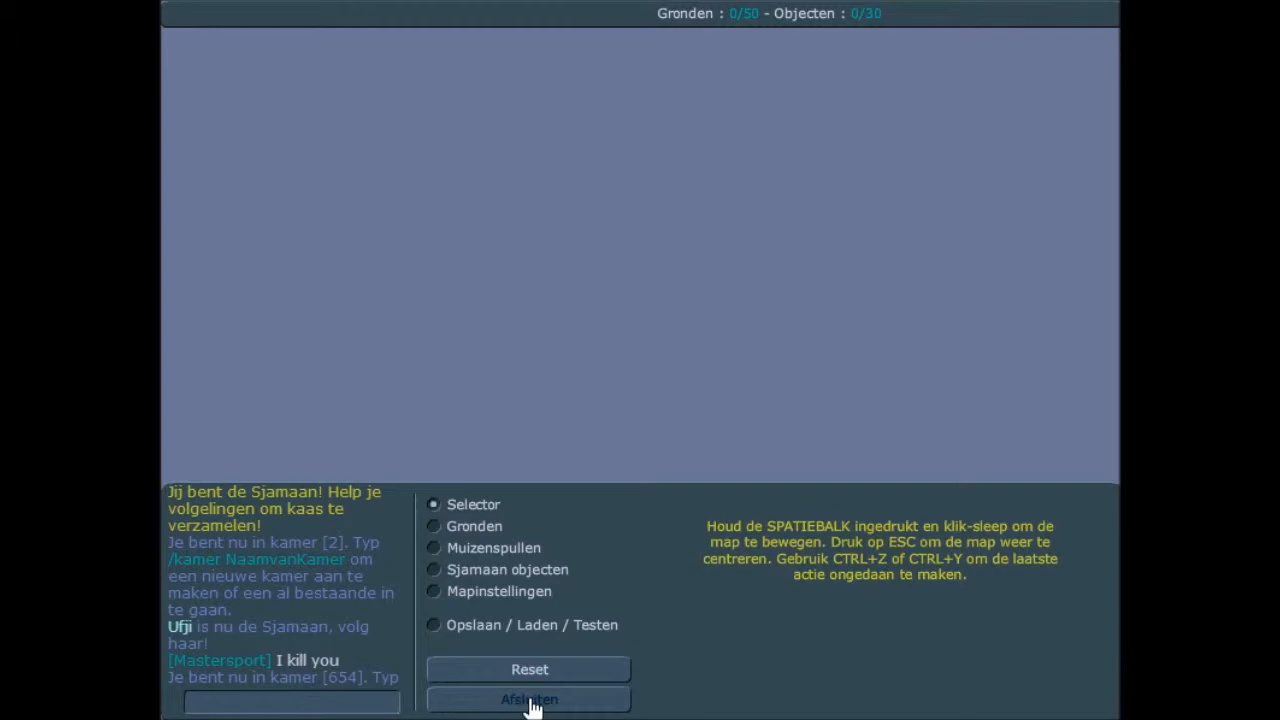 Gronden : 0/50 - Objecten : 0/30
Jij bent de Sjamaan! Help je
volgelingen om kaas te
verzamelen!
Je bent nu in kamer [2]. Typ
/kamer NaamvanKamer om
een nieuwe kamer aan te
maken of een al bestaande in
te gaan.
Ufji is nu de Sjamaan, volg
haar!
[Mastersport] I kill you
Je bent nu in kamer [654]. Typ
Selector
Gronden
Muizenspullen
Sjamaan objecten
Mapinstellingen
Opslaan / Laden / Testen
Reset
Afsluiten
Houd de SPATIEBALK ingedrukt en klik-sleep om de
map te bewegen. Druk op ESC om de map weer te
centreren. Gebruik CTRL+Z of CTRL+Y om de laatste
actie ongedaan te maken.